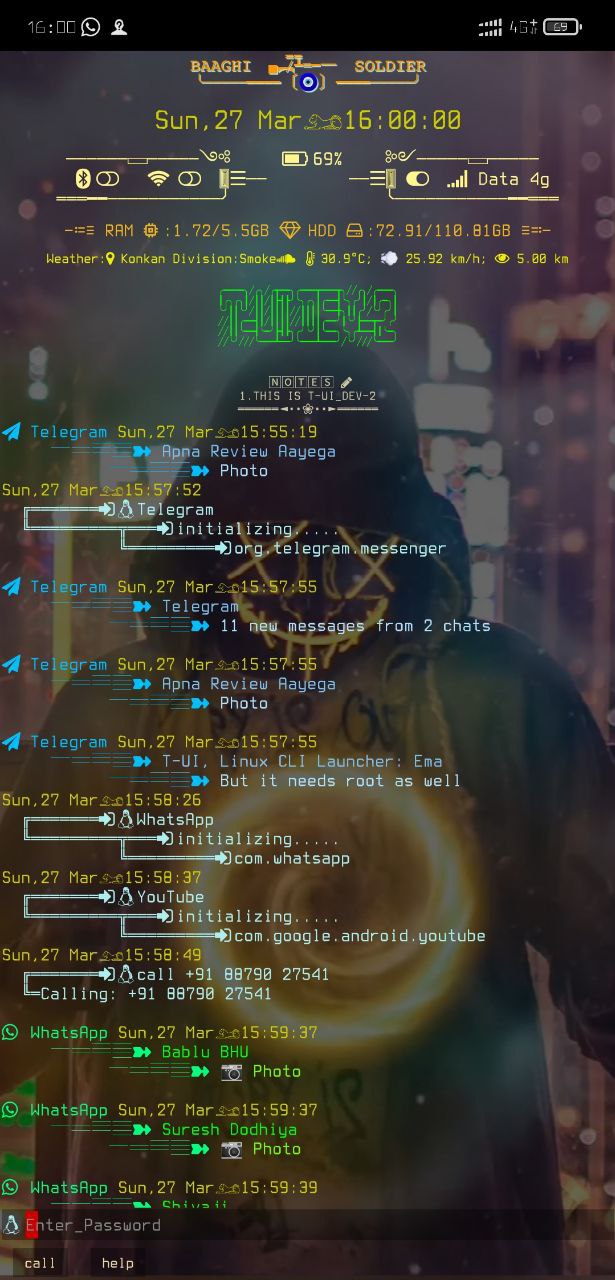 16:00 4G 69
BAAGHI SOLDIER
Sun,27 Mar 16:00:00
69%
Data 4g
RAM :1.72/5.5GB HDD :72.91/110.81GB
Weather: Konkan Division:Smoke 30.9°C; 25.92 km/h; 5.00 km
NOTES
1.THIS IS T-UI_DEV-2
Telegram Sun,27 Mar 15:55:19
Apna Review Aayega
Photo
Sun,27 Mar 15:57:52
Telegram
initializing.....
org.telegram.messenger
Telegram Sun,27 Mar 15:57:55
Telegram
11 new messages from 2 chats
Telegram Sun,27 Mar 15:57:55
Apna Review Aayega
Photo
Telegram Sun,27 Mar 15:57:55
T-UI, Linux CLI Launcher: Ema
But it needs root as well
Sun,27 Mar 15:58:26
WhatsApp
initializing.....
com.whatsapp
Sun,27 Mar 15:58:37
YouTube
initializing.....
com.google.android.youtube
Sun,27 Mar 15:58:49
call +91 88790 27541
Calling: +91 88790 27541
WhatsApp Sun,27 Mar 15:59:37
Bablu BHU
📷 Photo
WhatsApp Sun,27 Mar 15:59:37
Suresh Dodhiya
📷 Photo
WhatsApp Sun,27 Mar 15:59:39
Shivaji
Enter_Password
call help